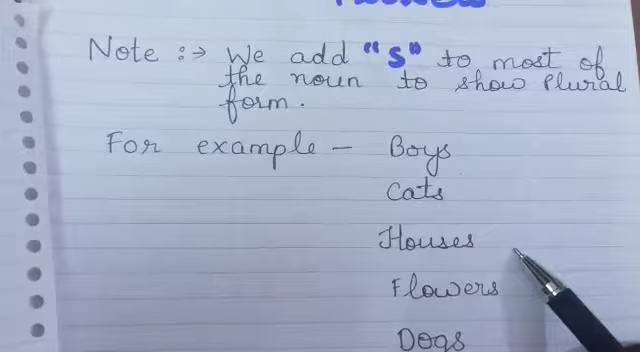 Note :→ We add "S" to most of
the noun to show Plural
form.
For example – Boys
Cats
Houses
Flowers
Dogs